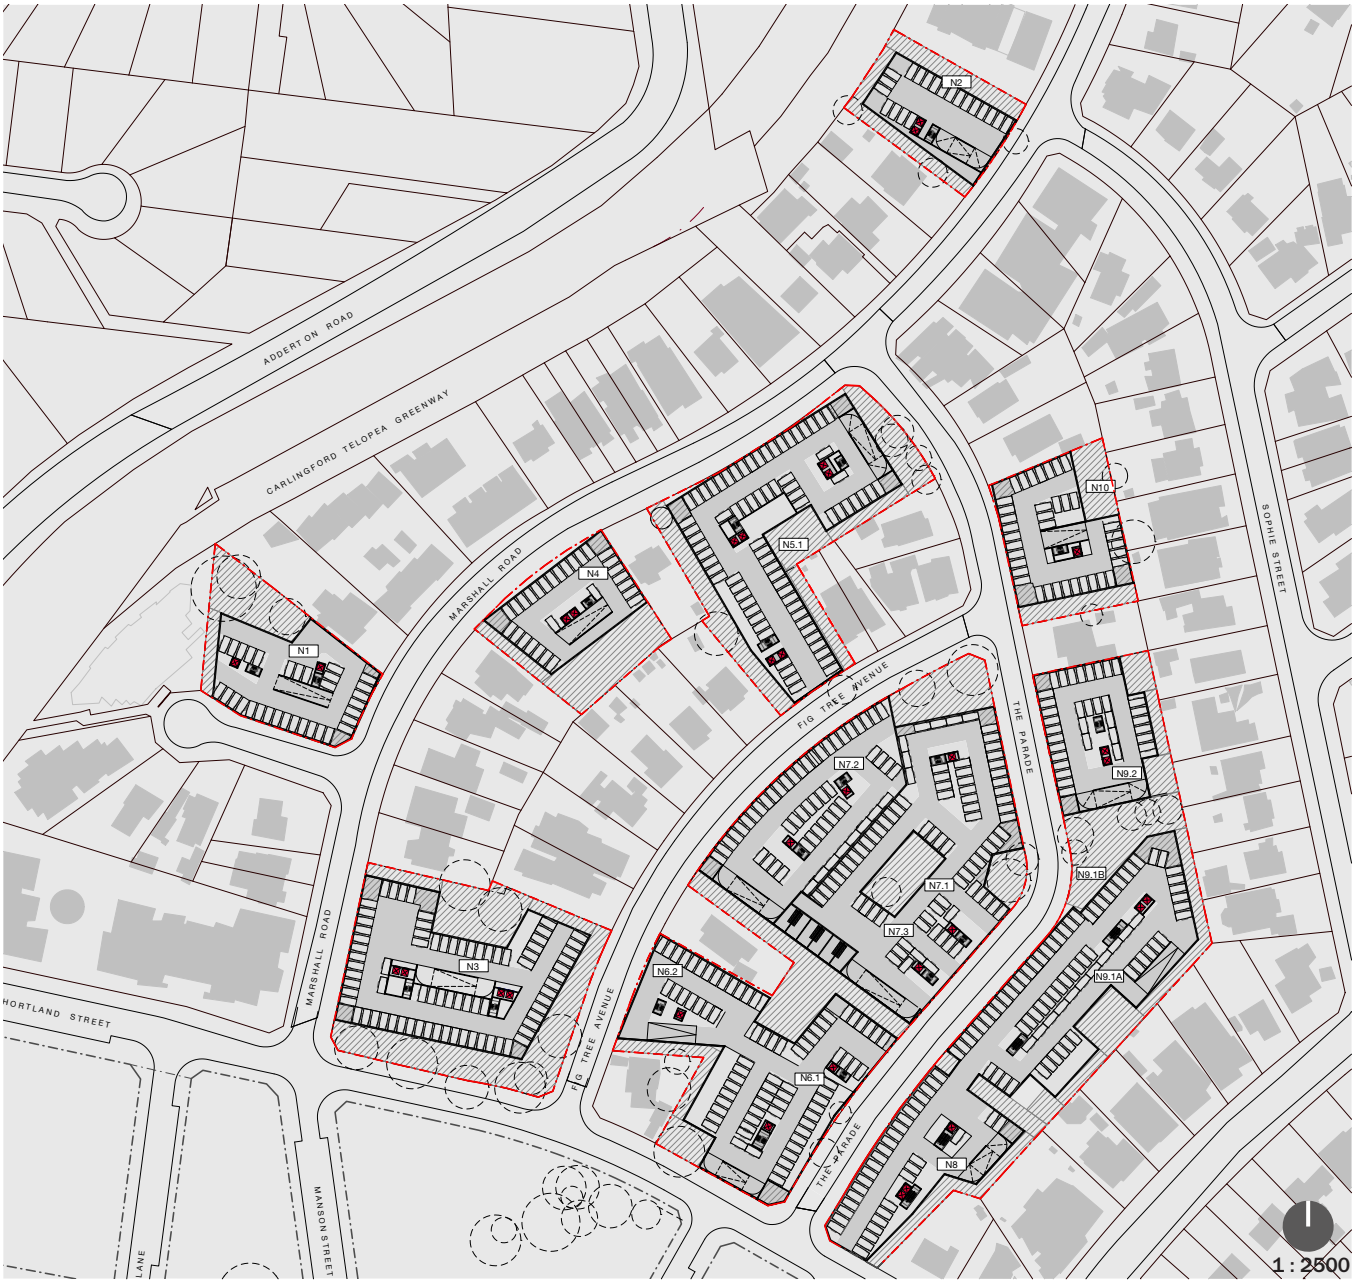 N2
ADDERTON ROAD
CARLINGFORD TELOPEA GREENWAY
N10
SOPHIE STREET
N5.1
MARSHALL ROAD
N4
N1
FIG TREE AVENUE
THE PARADE
N7.2
N9.2
N7.1
N9.1B
N7.3
MARSHALL ROAD
N3
N6.2
N9.1A
HORTLAND STREET
FIG TREE AVENUE
N6.1
THE PARADE
N8
MANSON STREET
LANE
1 : 2500